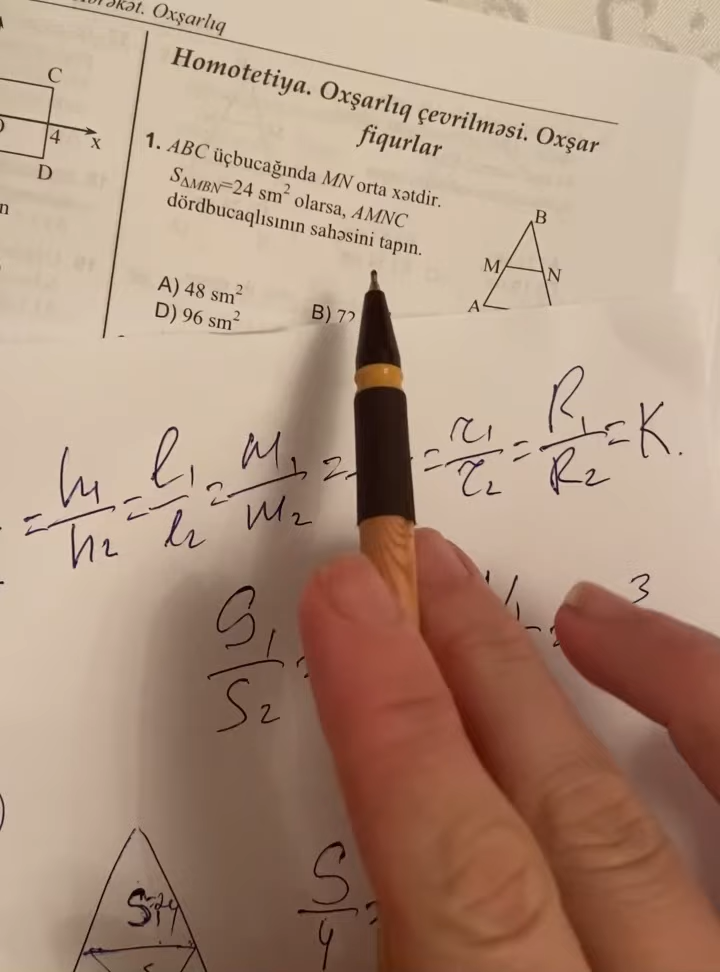 Oxşarlıq
C
4
x
D
n
Homotetiya. Oxşarlıq çevrilməsi. Oxşar
fiqurlar
1. ABC üçbucağında MN orta xətdir.
S△MBN=24 sm² olarsa, AMNC
dördbucaqlısının sahəsini tapın.
B
M
N
A
A) 48 sm²
D) 96 sm²
B)
= h₁/h₂ = l₁/l₂ = m₁/m₂ = = r₁/r₂ = R₁/R₂ = K.
3
S₁/S₂ =
S/4 =